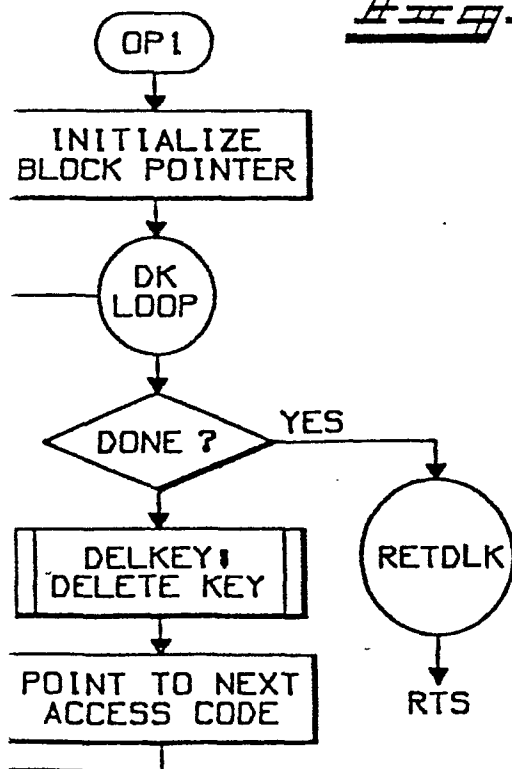 OP1
INITIALIZE
BLOCK POINTER
DK
LOOP
DONE ?
YES
DELKEY:
DELETE KEY
RETDLK
POINT TO NEXT
ACCESS CODE
RTS